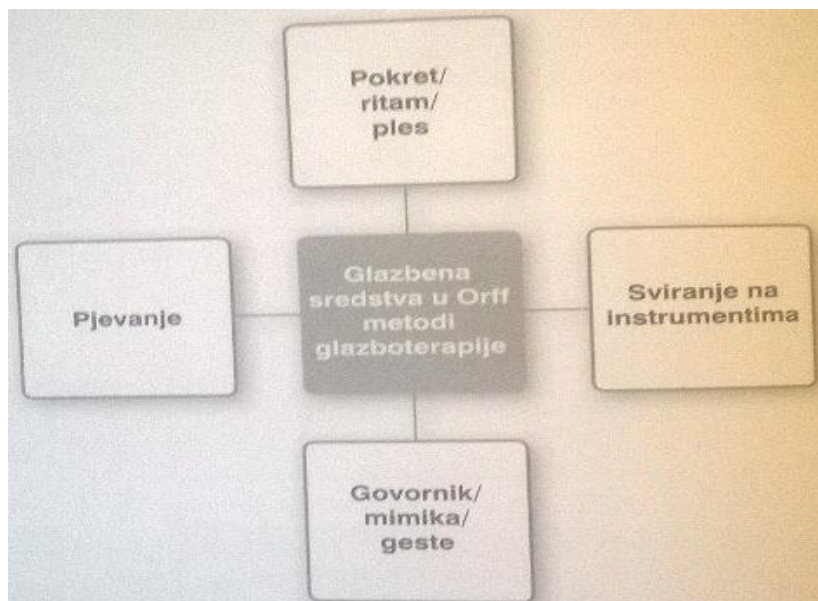 Pokret/
ritam/
ples
Pjevanje
Glazbena
sredstva u Orff
metodi
glazboterapije
Sviranje na
instrumentima
Govornik/
mimika/
geste